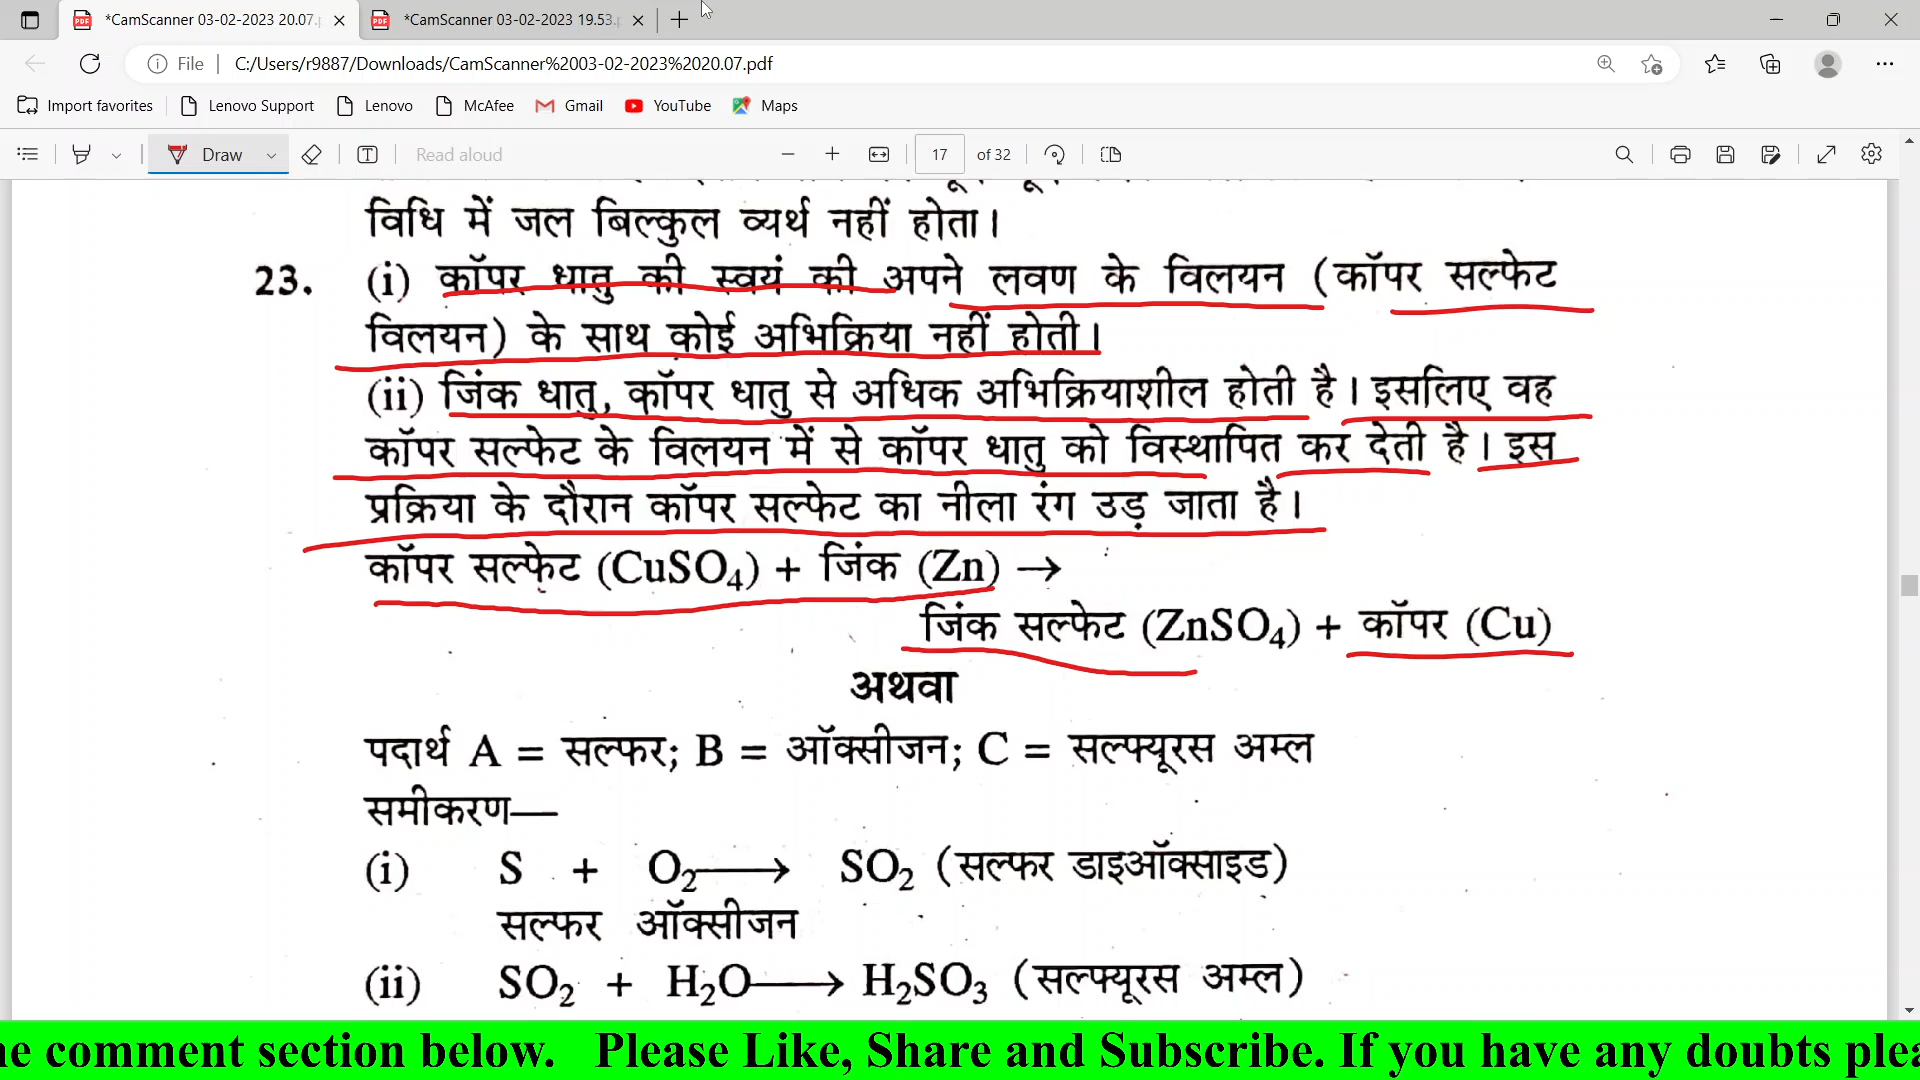 *CamScanner 03-02-2023 20.07.
*CamScanner 03-02-2023 19.53.
File
C:/Users/r9887/Downloads/CamScanner%2003-02-2023%2020.07.pdf
Import favorites
Lenovo Support
Lenovo
McAfee
Gmail
YouTube
Maps
Draw
Read aloud
17 of 32
विधि में जल बिल्कुल व्यर्थ नहीं होता।
23. (i) कॉपर धातु की स्वयं की अपने लवण के विलयन (कॉपर सल्फेट
विलयन) के साथ कोई अभिक्रिया नहीं होती।
(ii) जिंक धातु, कॉपर धातु से अधिक अभिक्रियाशील होती है। इसलिए वह
कॉपर सल्फेट के विलयन में से कॉपर धातु को विस्थापित कर देती है। इस
प्रक्रिया के दौरान कॉपर सल्फेट का नीला रंग उड़ जाता है।
कॉपर सल्फेट (CuSO₄) + जिंक (Zn) →
जिंक सल्फेट (ZnSO₄) + कॉपर (Cu)
अथवा
पदार्थ A = सल्फर; B = ऑक्सीजन; C = सल्फ्यूरस अम्ल
समीकरण—
(i) S + O₂ ⟶ SO₂ (सल्फर डाइऑक्साइड)
सल्फर ऑक्सीजन
(ii) SO₂ + H₂O ⟶ H₂SO₃ (सल्फ्यूरस अम्ल)
comment section below. Please Like, Share and Subscribe. If you have any doubts